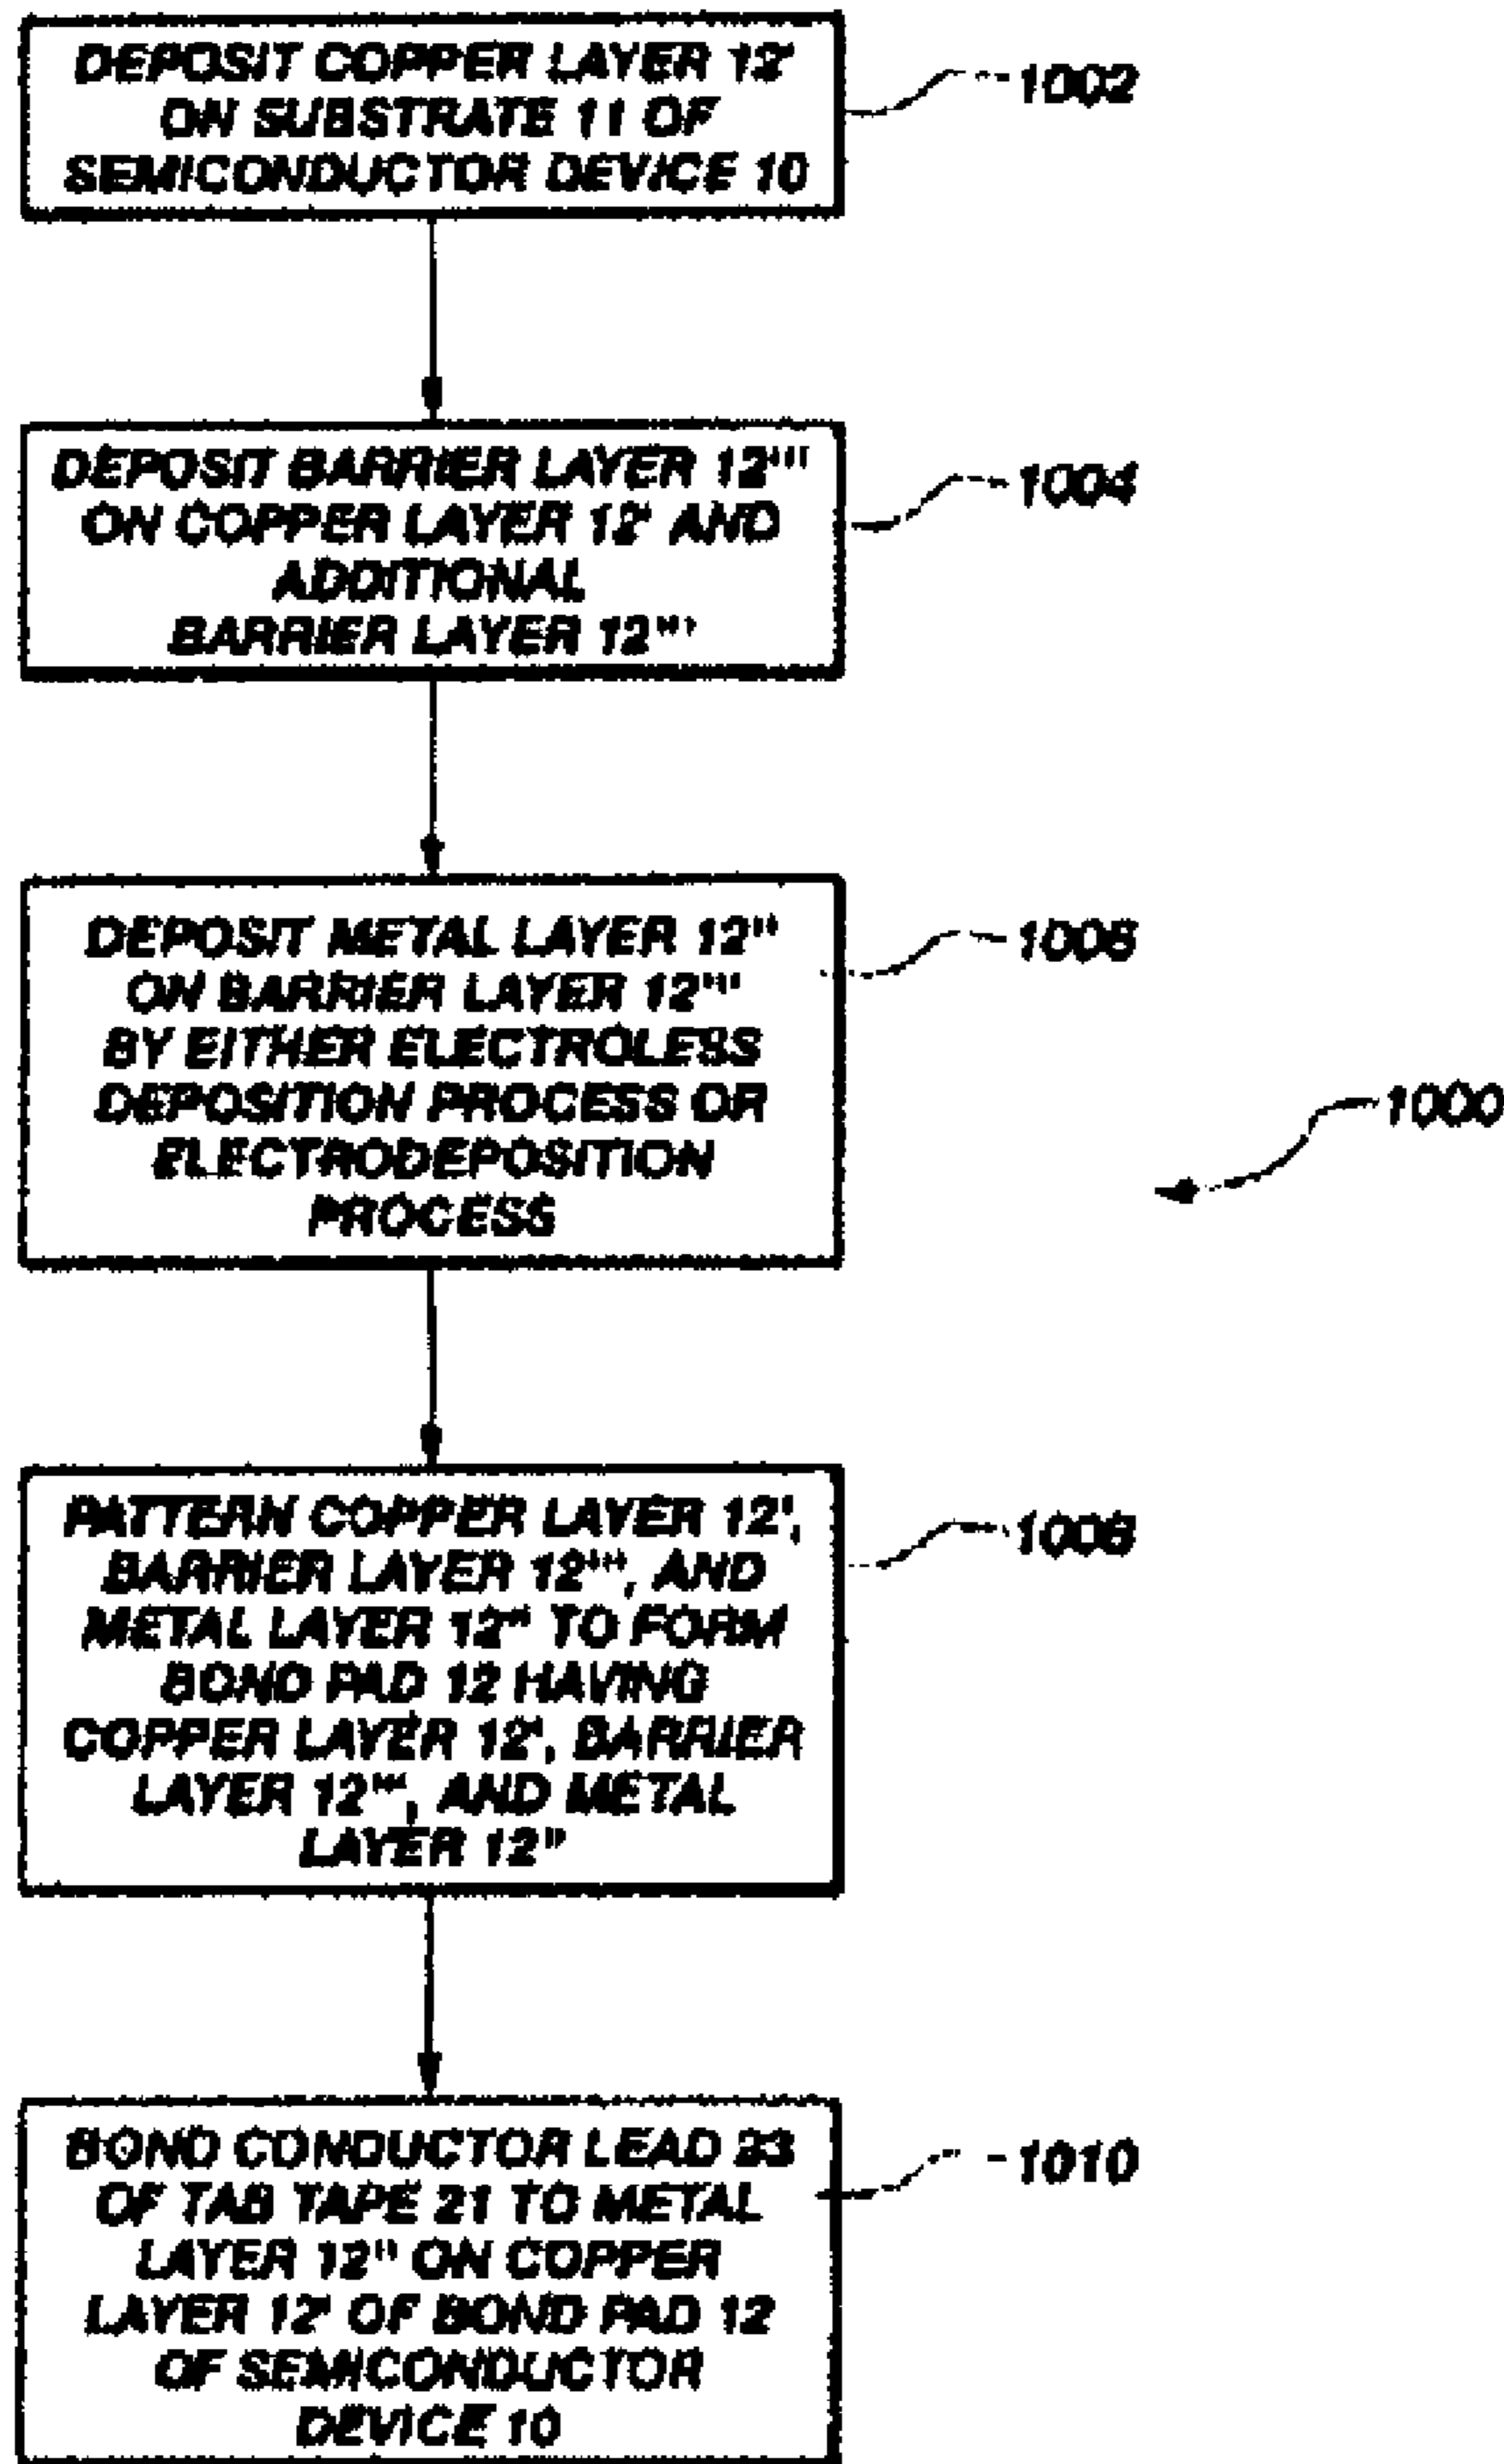 DEPOSIT COPPER LAYER 12'
ON SUBSTRATE 11 OF
SEMICONDUCTOR DEVICE 10
1002
DEPOSIT BARRIER LAYER 12'''
ON COPPER LAYER 12' AND
ADDITIONAL
BARRIER LAYER 12'''
1004
DEPOSIT METAL LAYER 12"
ON BARRIER LAYER 12'''
BY EITHER ELECTROLESS
DEPOSITION PROCESS OR
ELECTRODEPOSITION
PROCESS
1006
1000
PATTERN COPPER LAYER 12',
BARRIER LAYER 12''', AND
METAL LAYER 12" TO FORM
BOND PAD 12 HAVING
COPPER LAYER 12', BARRIER
LAYER 12''', AND METAL
LAYER 12"
1008
BOND CONDUCTOR LEAD 23
OF TAB TAPE 21 TO METAL
LAYER 12" ON COPPER
LAYER 12' OF BOND PAD 12
OF SEMICONDUCTOR
DEVICE 10
1010